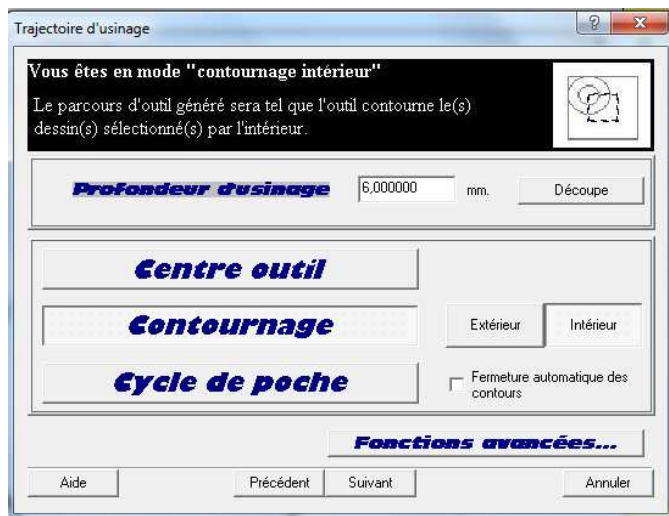 Trajectoire d'usinage
Vous êtes en mode "contournage intérieur"
Le parcours d'outil généré sera tel que l'outil contourne le(s)
dessin(s) sélectionné(s) par l'intérieur.
Profondeur d'usinage 6,000000 mm. Découpe
Centre outil
Contournage Extérieur Intérieur
Cycle de poche Fermeture automatique des
contours
Fonctions avancées...
Aide Précédent Suivant Annuler